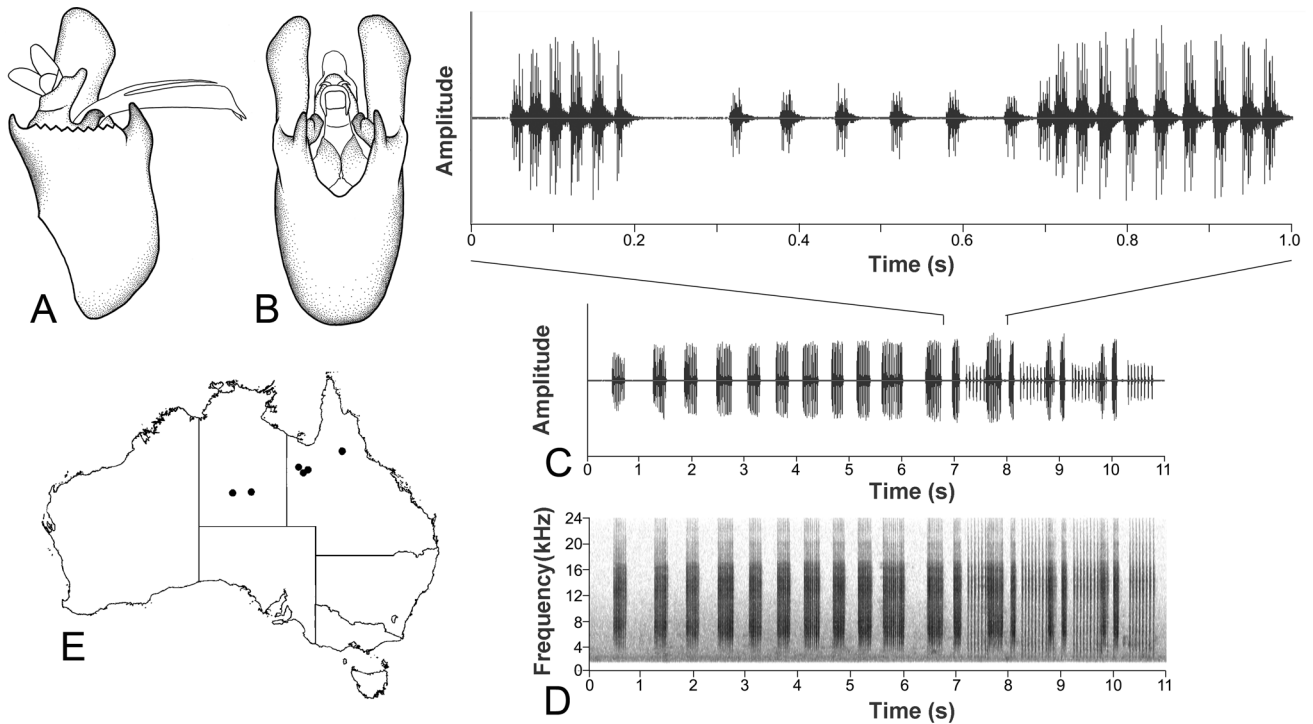 A
B
Amplitude
0 0.2 0.4 0.6 0.8 1.0
Time (s)
Amplitude
C
0 1 2 3 4 5 6 7 8 9 10 11
Time (s)
Frequency(kHz)
24
20
16
12
8
4
0
D
0 1 2 3 4 5 6 7 8 9 10 11
Time (s)
E